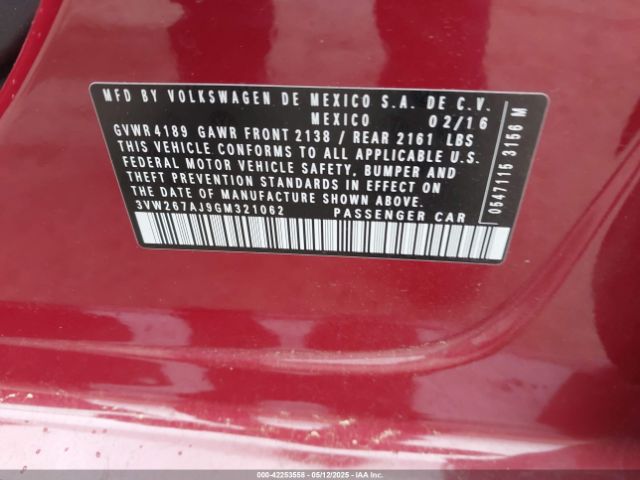 MFD BY VOLKSWAGEN DE MEXICO S.A. DE C.V.
MEXICO 02/16
GVWR 4189 GAWR FRONT 2138 / REAR 2161 LBS
THIS VEHICLE CONFORMS TO ALL APPLICABLE U.S.
FEDERAL MOTOR VEHICLE SAFETY, BUMPER AND
THEFT PREVENTION STANDARDS IN EFFECT ON
THE DATE OF MANUFACTURE SHOWN ABOVE.
3VW267AJ9GM321062 PASSENGER CAR
0547115 3156 M
000-42253558 - 05/12/2025 - IAA